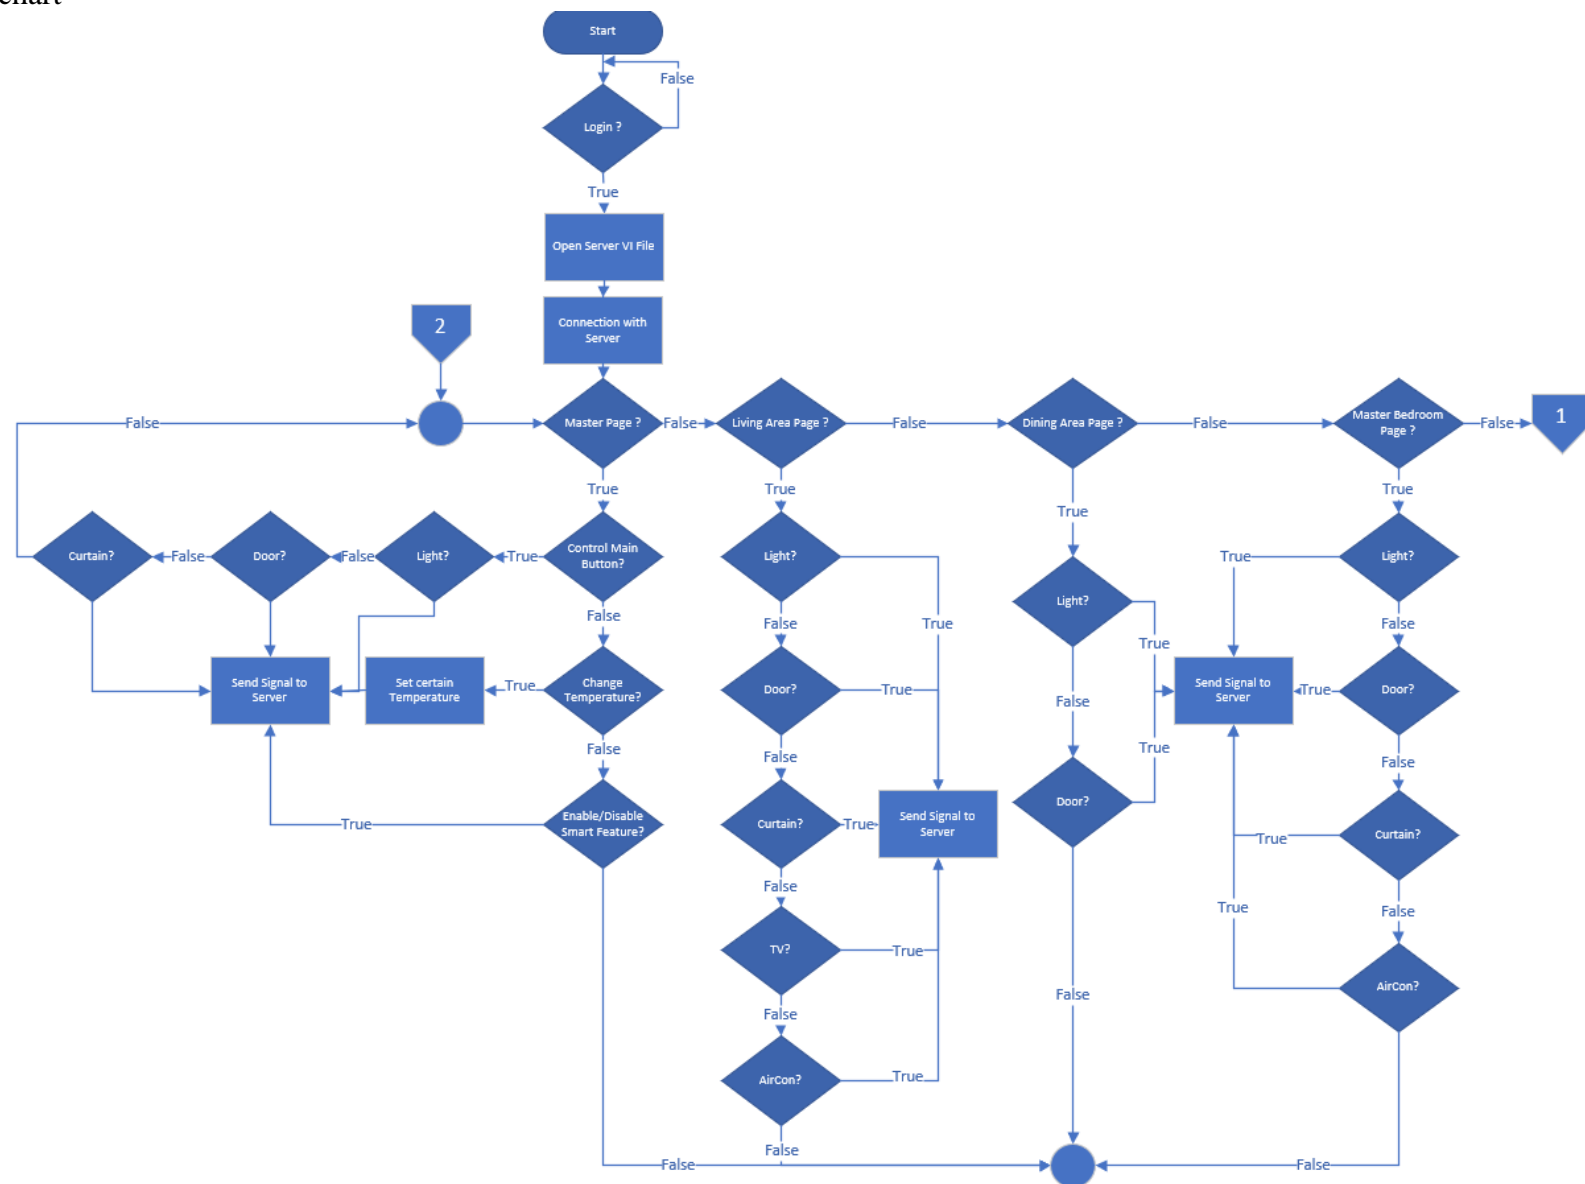 chart
Start
False
Login ?
True
Open Server VI File
2
Connection with
Server
False
Master Page ?
False
Living Area Page ?
False
Dining Area Page ?
False
Master Bedroom
Page ?
False
1
True
True
True
True
Curtain?
False
Door?
False
Light?
True
Control Main
Button?
Light?
Light?
True
Light?
False
False
True
True
False
Send Signal to
Server
Set certain
Temperature
True
Change
Temperature?
Door?
True
False
Send Signal to
Server
True
Door?
False
False
True
False
True
Enable/Disable
Smart Feature?
Curtain?
True
Send Signal to
Server
Door?
True
Curtain?
False
True
False
TV?
True
False
AirCon?
False
AirCon?
True
False
False
False